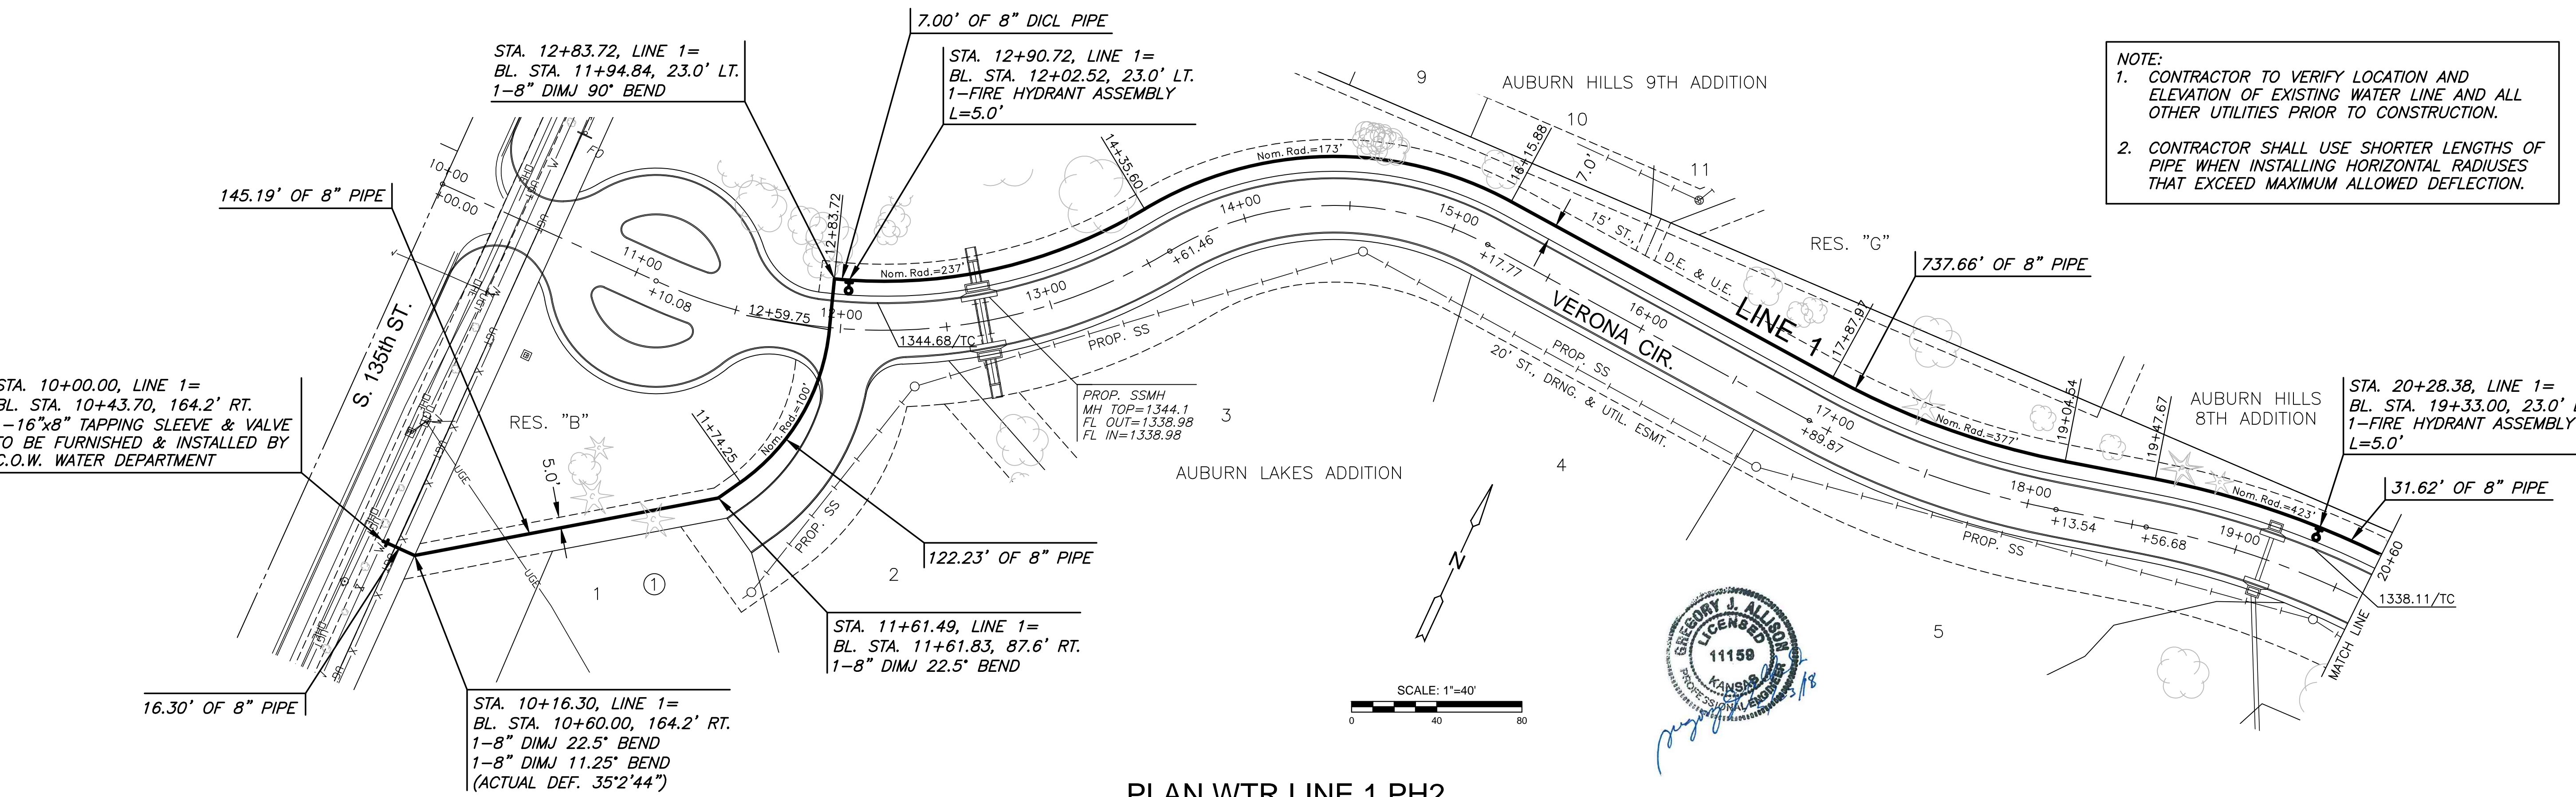 7.00' OF 8" DICL PIPE
STA. 12+83.72, LINE 1=
BL. STA. 11+94.84, 23.0' LT.
1-8" DIMJ 90° BEND
STA. 12+90.72, LINE 1=
BL. STA. 12+02.52, 23.0' LT.
1-FIRE HYDRANT ASSEMBLY
L=5.0'
NOTE:
1. CONTRACTOR TO VERIFY LOCATION AND
ELEVATION OF EXISTING WATER LINE AND ALL
OTHER UTILITIES PRIOR TO CONSTRUCTION.
2. CONTRACTOR SHALL USE SHORTER LENGTHS OF
PIPE WHEN INSTALLING HORIZONTAL RADIUSES
THAT EXCEED MAXIMUM ALLOWED DEFLECTION.
9
AUBURN HILLS 9TH ADDITION
10
11
RES. "G"
145.19' OF 8" PIPE
10+00
+00.00
FO
OHE
W
UGT
11+00
+10.08
12+59.75
12+00
12+83.72
Nom. Rad.=237'
13+00
1344.68/TC
14+35.60
Nom. Rad.=173'
14+00
+61.46
15+00
+17.77
16+15.88
7.0'
15' ST., D.E. & U.E.
LINE 1
17+87.97
737.66' OF 8" PIPE
VERONA CIR.
16+00
PROP. SS
PROP. SS
20' ST., DRNG. & UTIL. ESMT.
17+00
+89.87
Nom. Rad.=377'
19+04.54
19+47.67
AUBURN HILLS
8TH ADDITION
STA. 20+28.38, LINE 1=
BL. STA. 19+33.00, 23.0'
1-FIRE HYDRANT ASSEMBLY
L=5.0'
31.62' OF 8" PIPE
Nom. Rad.=423'
18+00
+13.54
+56.68
19+00
PROP. SS
20+60
MATCH LINE
1338.11/TC
S. 135th ST.
STA. 10+00.00, LINE 1=
BL. STA. 10+43.70, 164.2' RT.
-16"x8" TAPPING SLEEVE & VALVE
TO BE FURNISHED & INSTALLED BY
C.O.W. WATER DEPARTMENT
RES. "B"
5.0'
UGE
UGE
11+74.25
Nom. Rad.=100'
PROP. SS
PROP. SSMH
MH TOP=1344.1
FL OUT=1338.98
FL IN=1338.98
3
AUBURN LAKES ADDITION
4
5
1
1
2
122.23' OF 8" PIPE
STA. 11+61.49, LINE 1=
BL. STA. 11+61.83, 87.6' RT.
1-8" DIMJ 22.5° BEND
16.30' OF 8" PIPE
STA. 10+16.30, LINE 1=
BL. STA. 10+60.00, 164.2' RT.
1-8" DIMJ 22.5° BEND
1-8" DIMJ 11.25° BEND
(ACTUAL DEF. 35°2'44")
N
SCALE: 1"=40'
0 40 80
GREGORY J. ALLISON
LICENSED
11159
KANSAS
PROFESSIONAL ENGINEER
PLAN WTR LINE 1 PH2